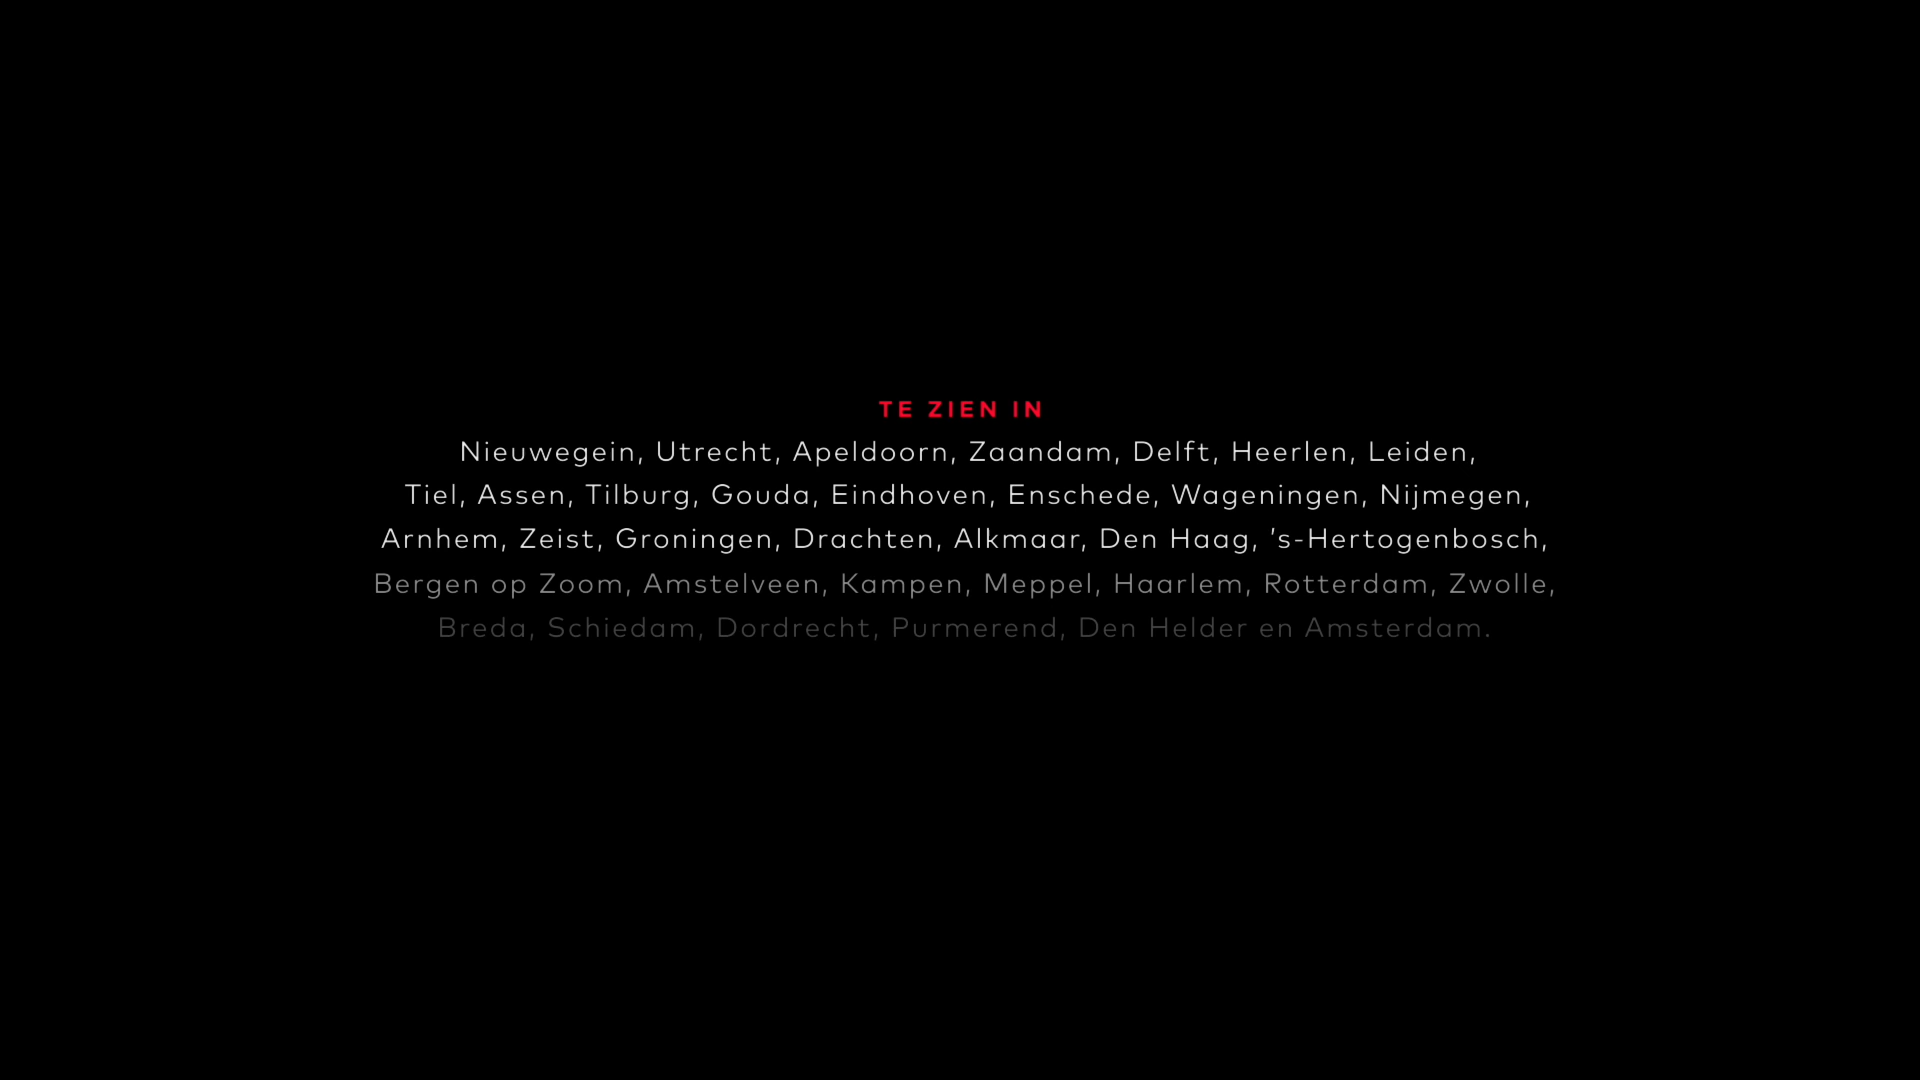 TE ZIEN IN
Nieuwegein, Utrecht, Apeldoorn, Zaandam, Delft, Heerlen, Leiden,
Tiel, Assen, Tilburg, Gouda, Eindhoven, Enschede, Wageningen, Nijmegen,
Arnhem, Zeist, Groningen, Drachten, Alkmaar, Den Haag, ’s-Hertogenbosch,
Bergen op Zoom, Amstelveen, Kampen, Meppel, Haarlem, Rotterdam, Zwolle,
Breda, Schiedam, Dordrecht, Purmerend, Den Helder en Amsterdam.